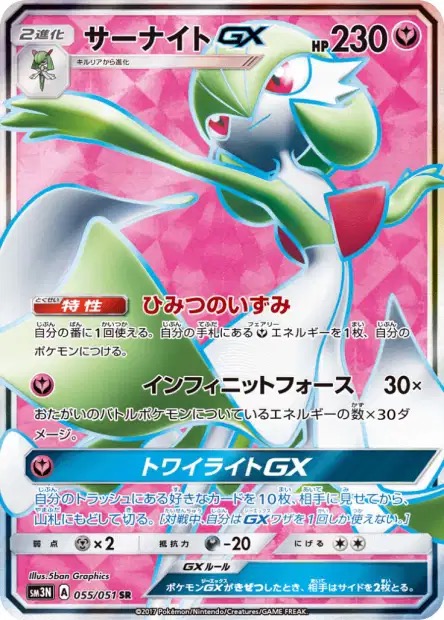 2進化 サーナイトGX HP230
キルリアから進化
特性 ひみつのいずみ
自分の番に1回使える。自分の手札にあるエネルギーを1枚、自分の
ポケモンにつける。
インフィニットフォース 30×
おたがいのバトルポケモンについているエネルギーの数×30ダ
メージ。
トワイライトGX
自分のトラッシュにある好きなカードを10枚、相手に見せてから、
山札にもどして切る。[対戦中、自分はGXワザを1回しか使えない。]
弱点 ×2 抵抗力 -20 にげる
GXルール
Illus. 5ban Graphics
SM3N A 055/051 SR
ポケモンGXがきぜつしたとき、相手はサイドを2枚とる。
©2017 Pokémon/Nintendo/Creatures/GAME FREAK.